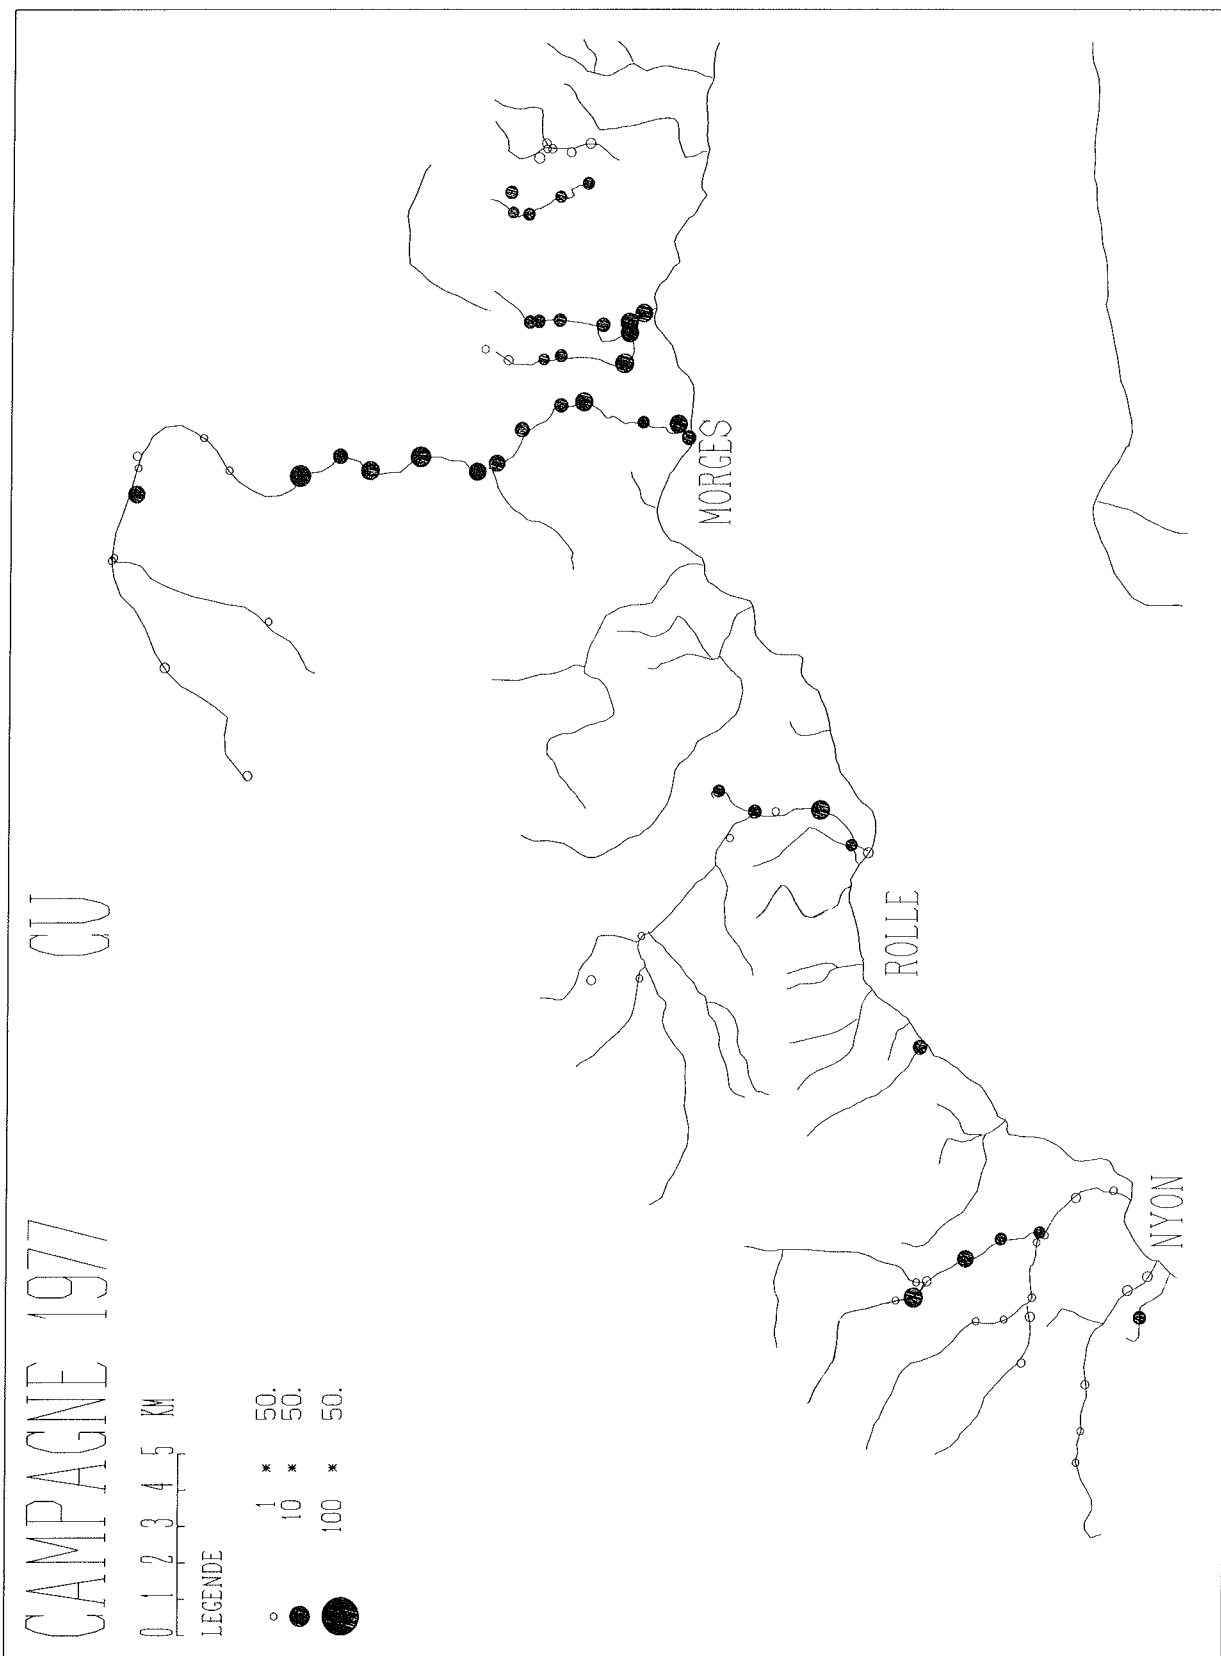 CAMPAGNE 1977 CU
0 1 2 3 4 5 KM
LEGENDE
1 * 50.
10 * 50.
100 * 50.
MORGES
ROLLE
NYON